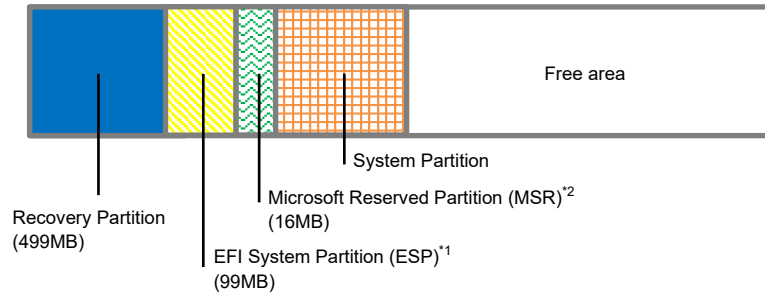 Free area
System Partition
Microsoft Reserved Partition (MSR)*2
(16MB)
Recovery Partition
(499MB)
EFI System Partition (ESP)*1
(99MB)